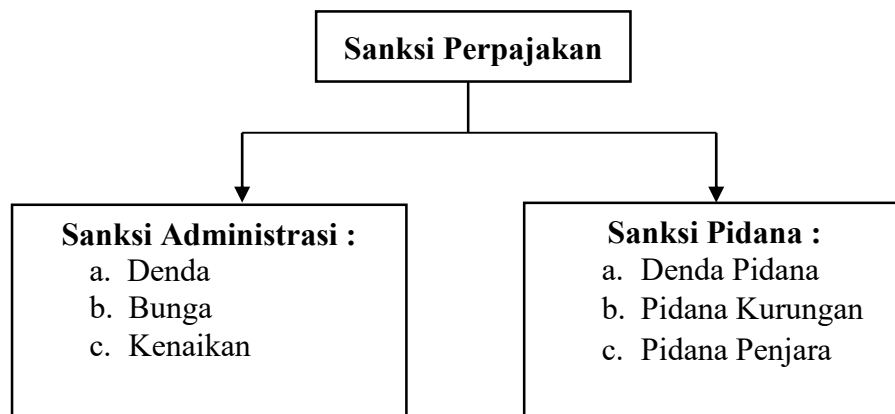 Sanksi Perpajakan
Sanksi Administrasi :
a. Denda
b. Bunga
c. Kenaikan
Sanksi Pidana :
a. Denda Pidana
b. Pidana Kurungan
c. Pidana Penjara